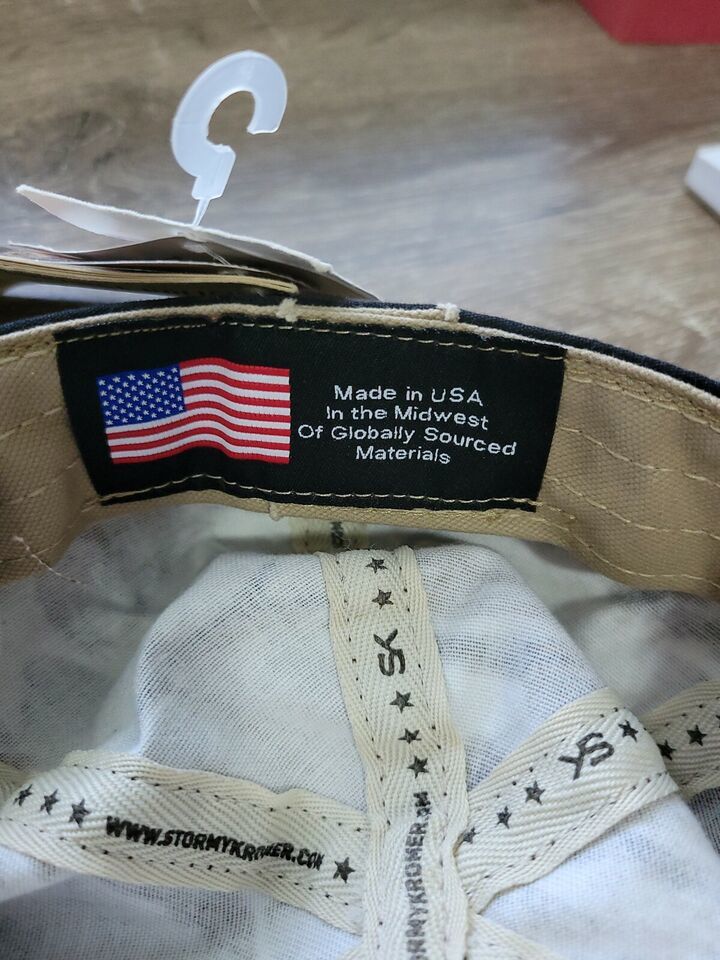 Made in USA
In the Midwest
Of Globally Sourced
Materials
SK
SK
WWW.STORMYKROMER.COM